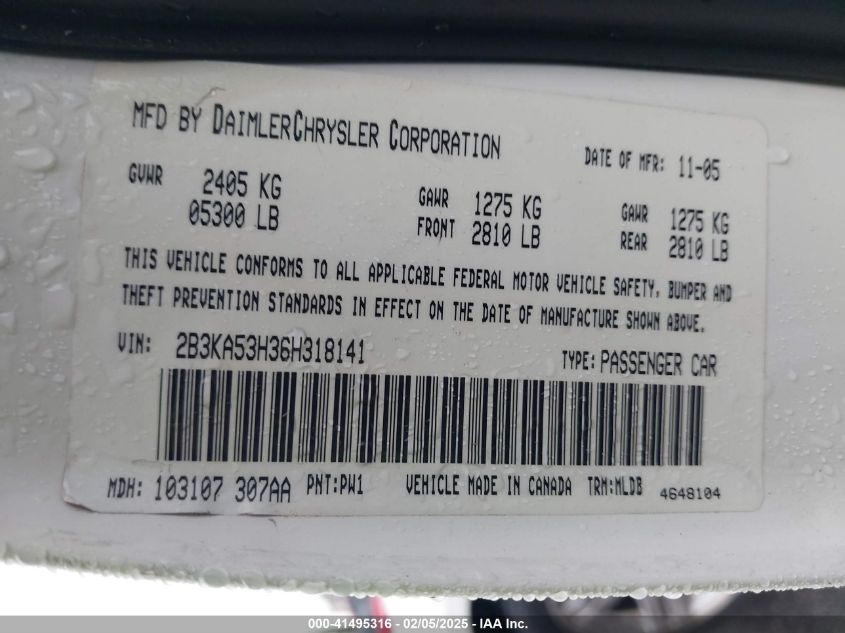 MFD BY DAIMLERCHRYSLER CORPORATION
DATE OF MFR: 11-05
GVWR 2405 KG
05300 LB
GAWR 1275 KG
FRONT 2810 LB
GAWR 1275 KG
REAR 2810 LB
THIS VEHICLE CONFORMS TO ALL APPLICABLE FEDERAL MOTOR VEHICLE SAFETY, BUMPER AND
THEFT PREVENTION STANDARDS IN EFFECT ON THE DATE OF MANUFACTURE SHOWN ABOVE.
VIN: 2B3KA53H36H318141
TYPE: PASSENGER CAR
MDH: 103107 307AA PNT:PW1 VEHICLE MADE IN CANADA TRM:MLDB 4648104
000-41495316 - 02/05/2025 - IAA Inc.